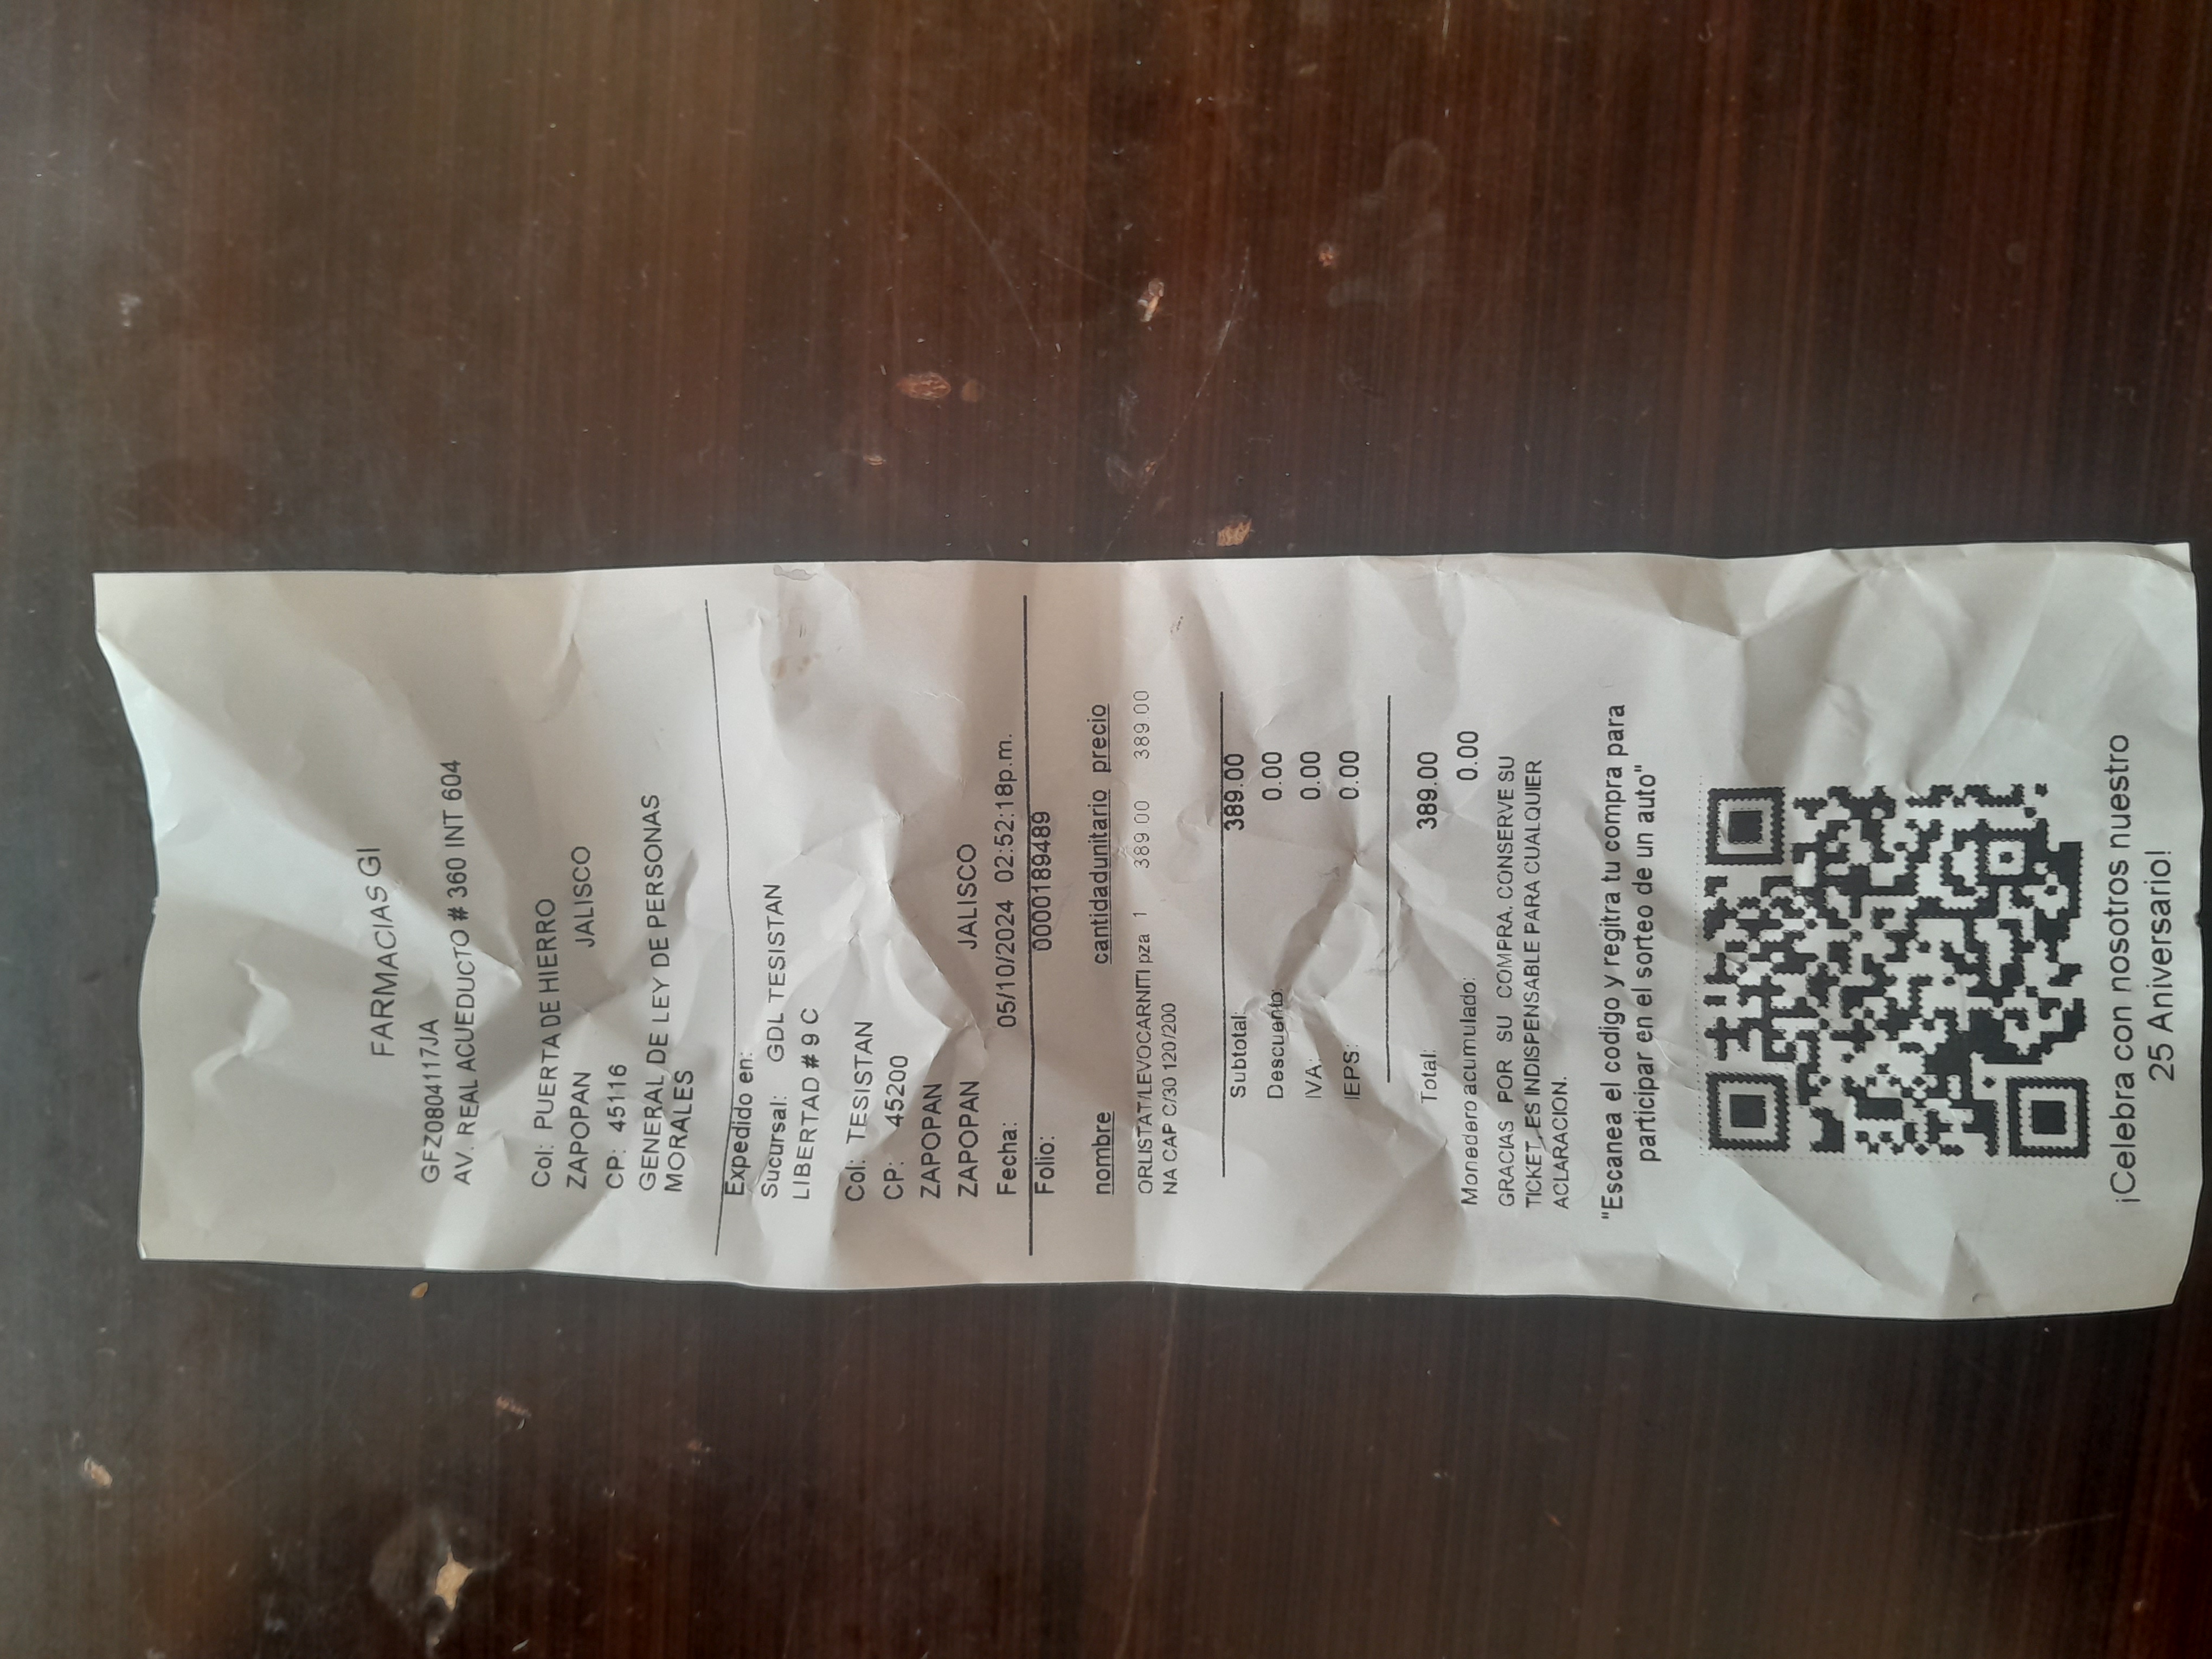 FARMACIAS GI
GFZ0804117JA
AV. REAL ACUEDUCTO # 360 INT 604
Col: PUERTA DE HIERRO
ZAPOPAN JALISCO
CP: 45116
GENERAL DE LEY DE PERSONAS
MORALES
Expedido en:
Sucursal: GDL TESISTAN
LIBERTAD # 9 C
Col: TESISTAN
CP: 45200
ZAPOPAN
ZAPOPAN JALISCO
Fecha: 05/10/2024 02:52:18p.m.
Folio: 0000189489
nombre cantidadunitario precio
ORLISTAT/LEVOCARNITI pza 1 389 00 389 00
NA CAP C/30 120/200
Subtotal: 389.00
Descuento: 0.00
IVA: 0.00
IEPS: 0.00
Total: 389.00
Monedero acumulado: 0.00
GRACIAS POR SU COMPRA. CONSERVE SU
TICKET, ES INDISPENSABLE PARA CUALQUIER
ACLARACION.
"Escanea el codigo y regitra tu compra para
participar en el sorteo de un auto"
¡Celebra con nosotros nuestro
25 Aniversario!